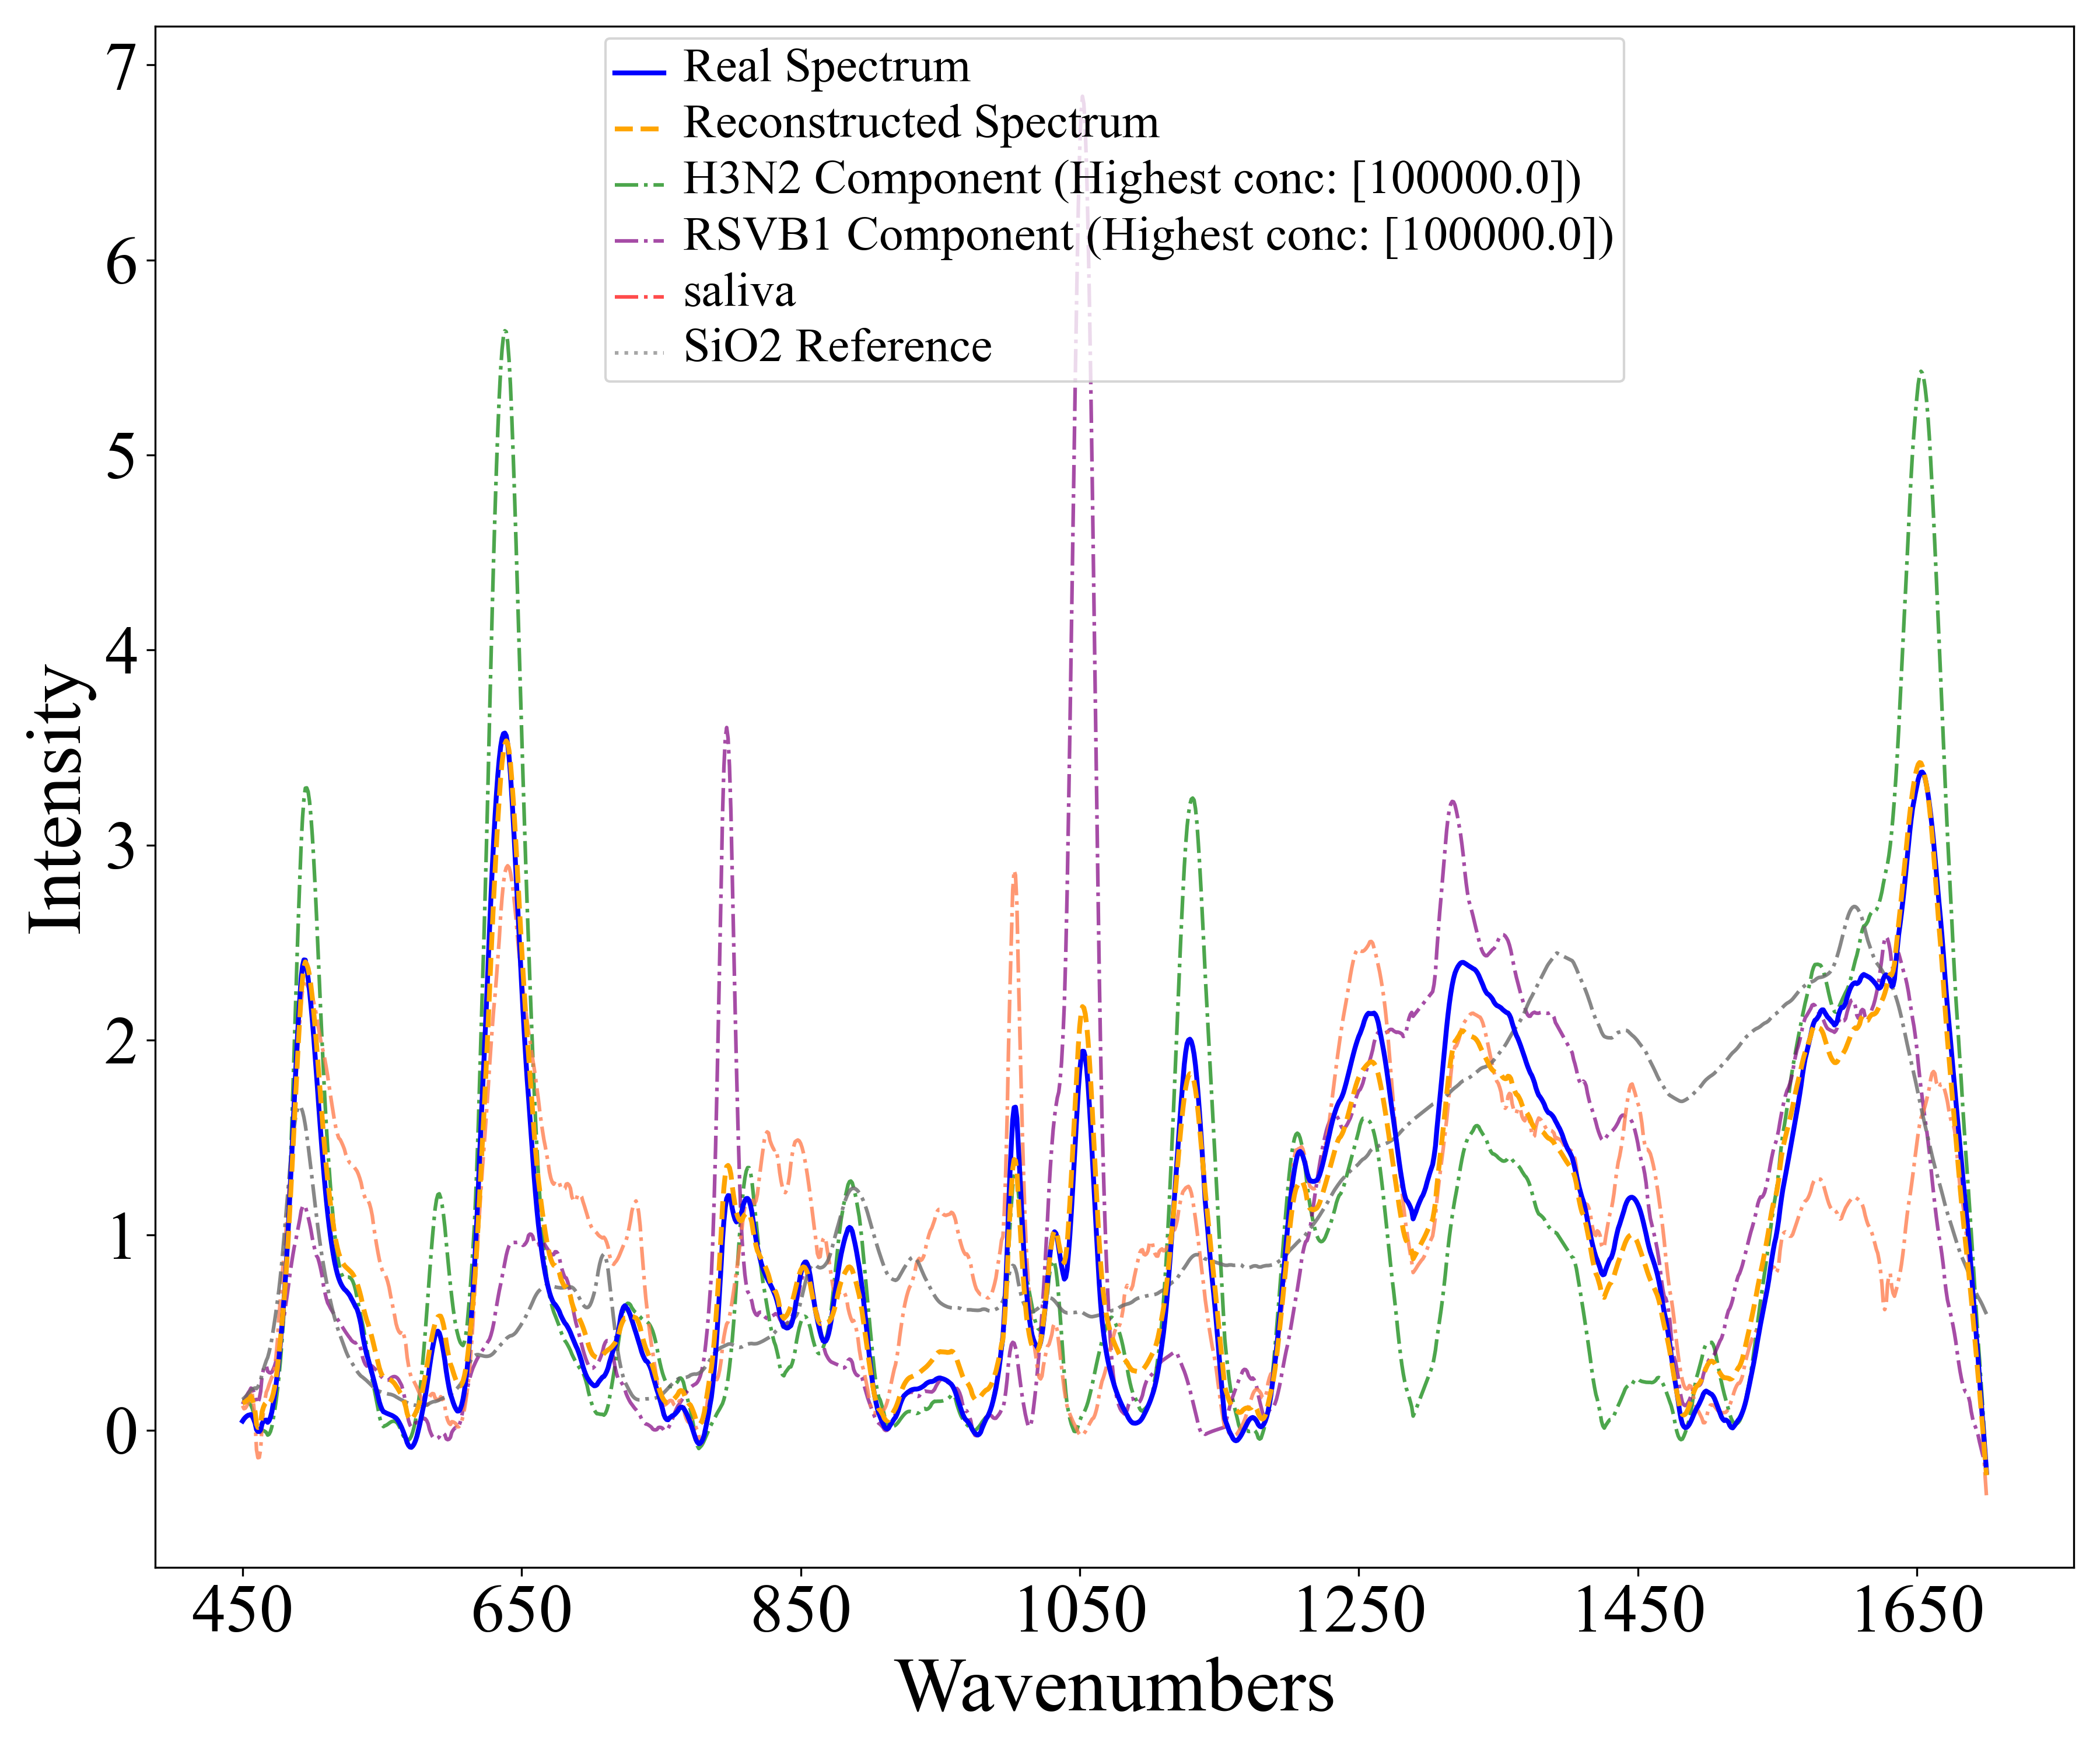 Real Spectrum
Reconstructed Spectrum
H3N2 Component (Highest conc: [100000.0])
RSVB1 Component (Highest conc: [100000.0])
saliva
SiO2 Reference
7
6
5
4
3
2
1
0
Intensity
450 650 850 1050 1250 1450 1650
Wavenumbers